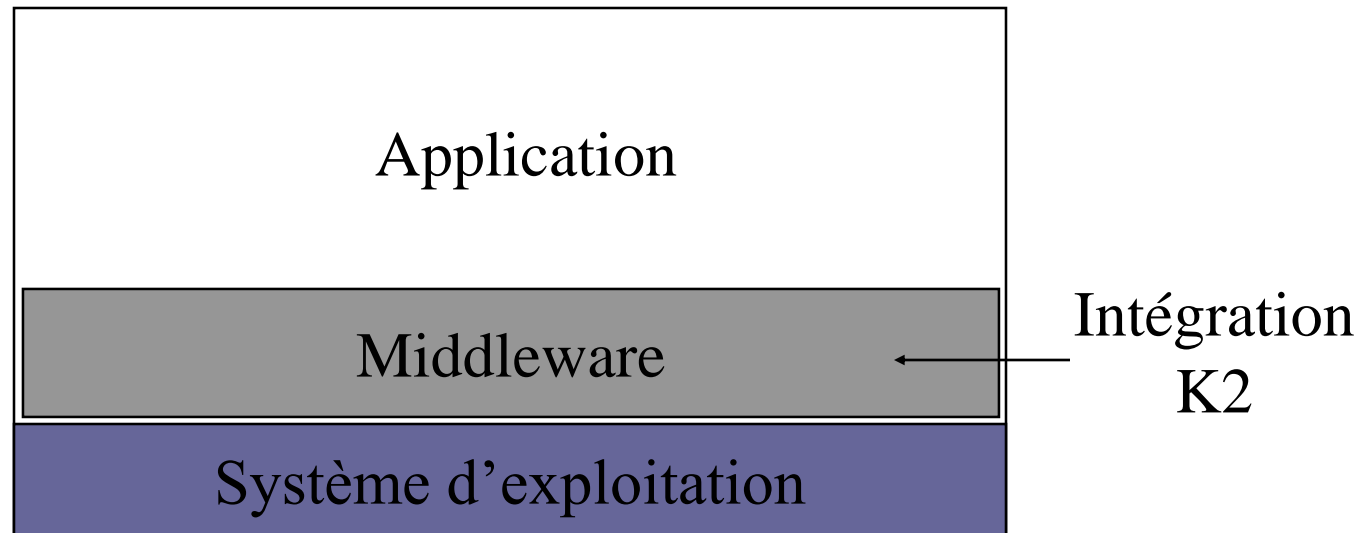 Application
Middleware
Intégration
K2
Système d’exploitation